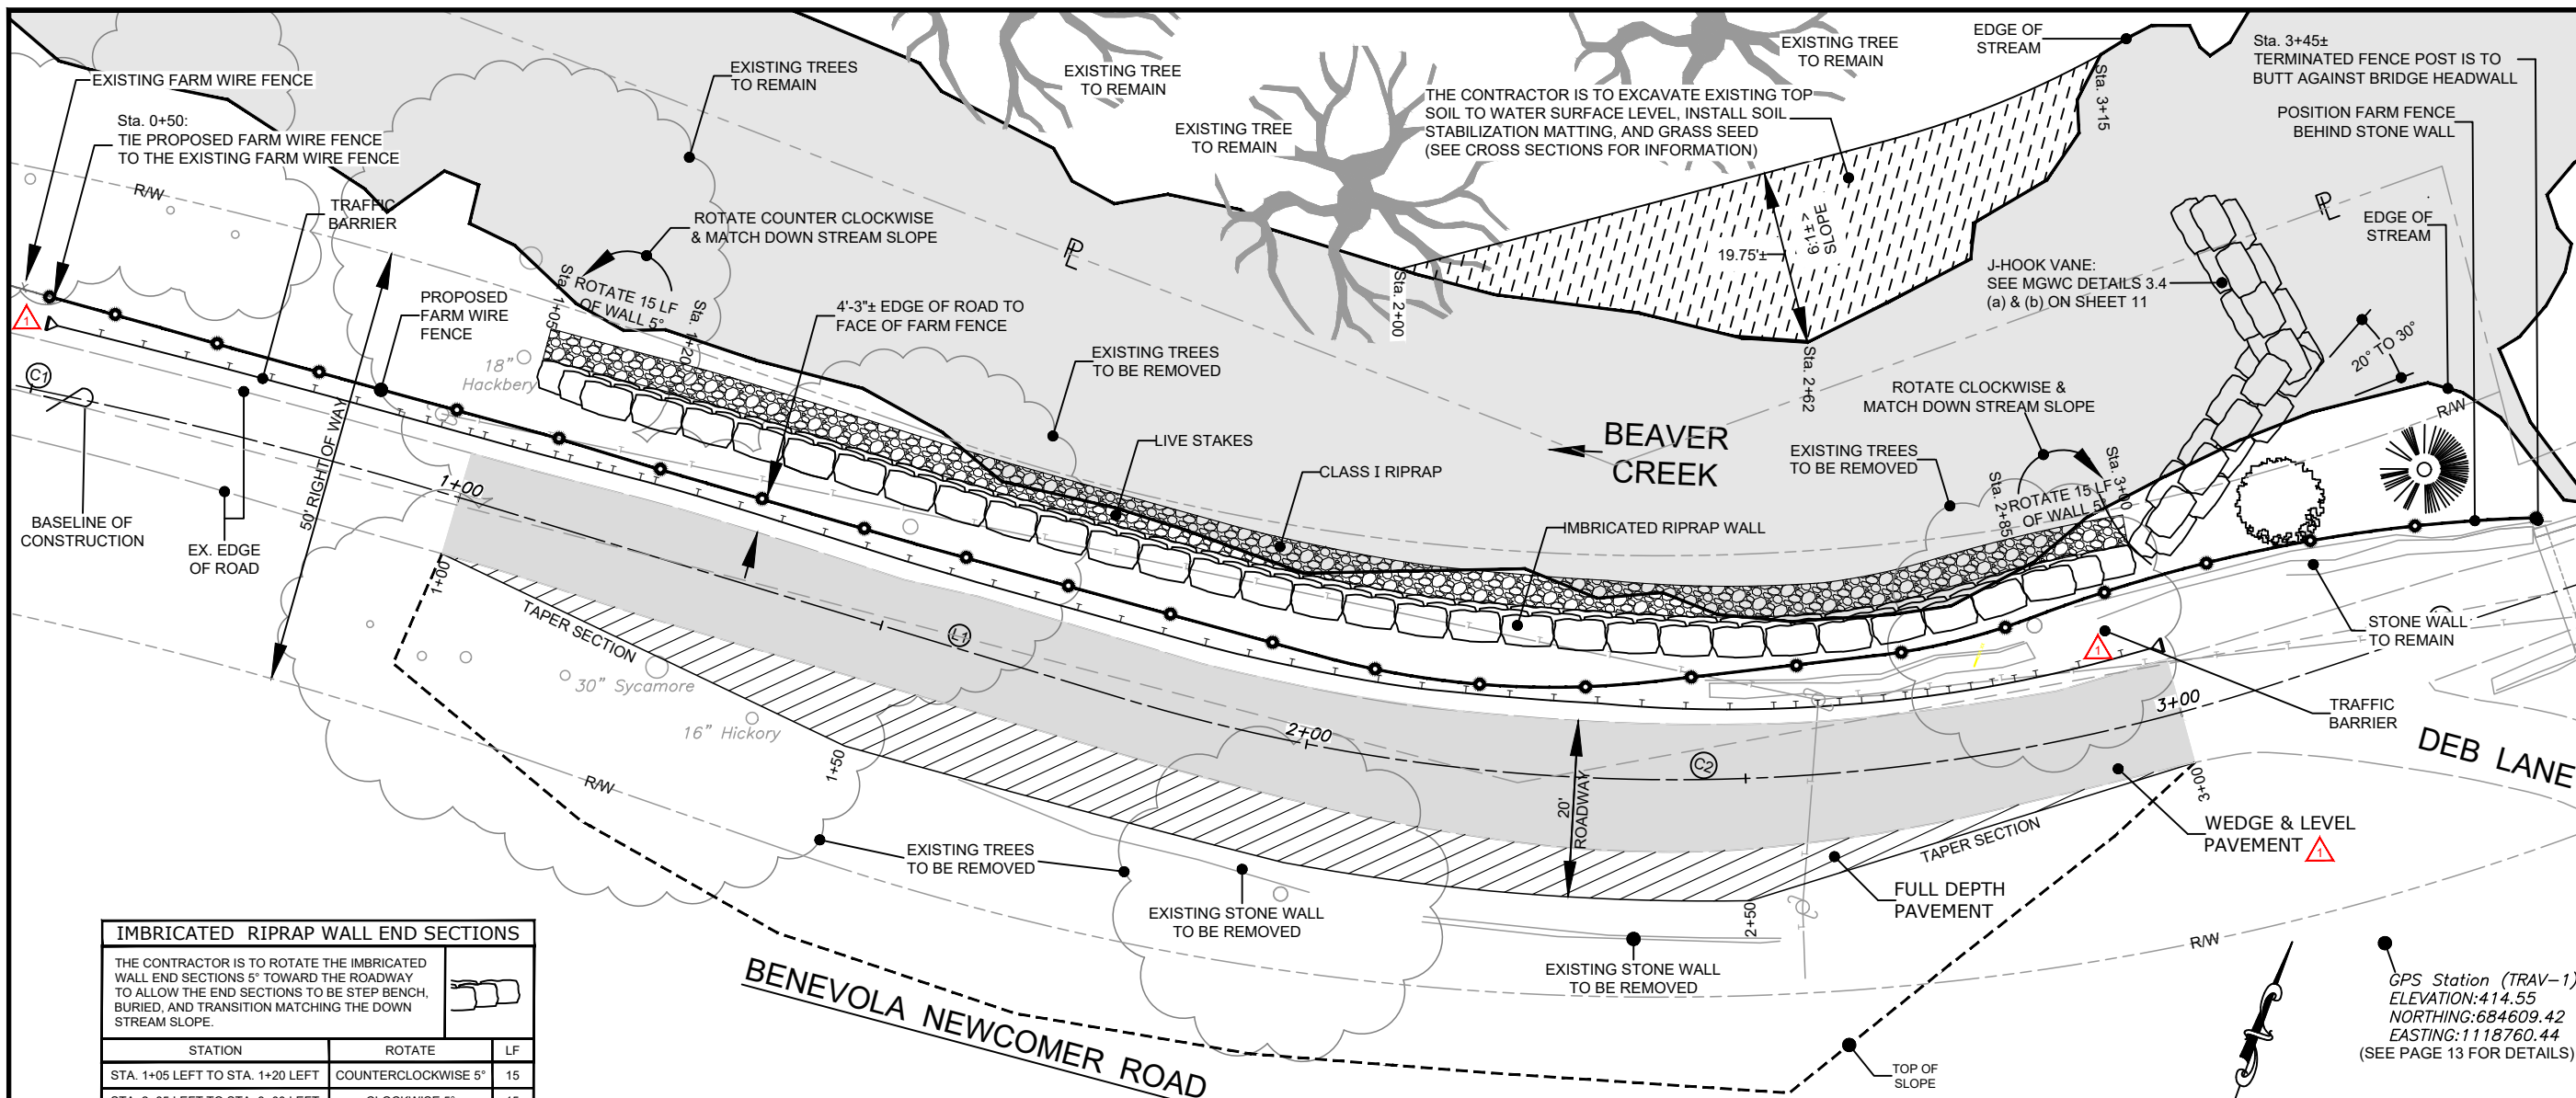 EXISTING FARM WIRE FENCE
Sta. 0+50:
TIE PROPOSED FARM WIRE FENCE
TO THE EXISTING FARM WIRE FENCE
R/W
TRAFFIC
BARRIER
EXISTING TREES
TO REMAIN
ROTATE COUNTER CLOCKWISE
& MATCH DOWN STREAM SLOPE
EXISTING TREE
TO REMAIN
EXISTING TREE
TO REMAIN
EXISTING TREE
TO REMAIN
THE CONTRACTOR IS TO EXCAVATE EXISTING TOP
SOIL TO WATER SURFACE LEVEL, INSTALL SOIL
STABILIZATION MATTING, AND GRASS SEED
(SEE CROSS SECTIONS FOR INFORMATION)
EDGE OF
STREAM
Sta. 3+15
Sta. 3+45±
TERMINATED FENCE POST IS TO
BUTT AGAINST BRIDGE HEADWALL
POSITION FARM FENCE
BEHIND STONE WALL
PL
EDGE OF
STREAM
J-HOOK VANE:
SEE MGWC DETAILS 3.4
(a) & (b) ON SHEET 11
20° TO 30°
R/W
PL
19.75'±
6:1± >
SLOPE
Sta. 2+00
Sta. 2+62
1
C1
PROPOSED
FARM WIRE
FENCE
Sta. 1+05
ROTATE 15 LF
OF WALL 5°
Sta. 1+20
18" Hackbery
4'-3"± EDGE OF ROAD TO
FACE OF FARM FENCE
EXISTING TREES
TO BE REMOVED
LIVE STAKES
CLASS I RIPRAP
IMBRICATED RIPRAP WALL
BEAVER
CREEK
ROTATE CLOCKWISE &
MATCH DOWN STREAM SLOPE
EXISTING TREES
TO BE REMOVED
Sta. 2+85
ROTATE 15 LF
OF WALL 5°
Sta. 3+00
BASELINE OF
CONSTRUCTION
EX. EDGE
OF ROAD
50' RIGHT OF WAY
1+00
1+00
TAPER SECTION
L1
30" Sycamore
16" Hickory
1+50
R/W
2+00
20'
ROADWAY
C2
3+00
1
STONE WALL
TO REMAIN
TRAFFIC
BARRIER
DEB LANE
3+00
WEDGE & LEVEL
PAVEMENT
1
TAPER SECTION
FULL DEPTH
PAVEMENT
2+50
R/W
EXISTING TREES
TO BE REMOVED
EXISTING STONE WALL
TO BE REMOVED
EXISTING STONE WALL
TO BE REMOVED
BENEVOLA NEWCOMER ROAD
TOP OF
SLOPE
GPS Station (TRAV-1)
ELEVATION:414.55
NORTHING:684609.42
EASTING:1118760.44
(SEE PAGE 13 FOR DETAILS)
IMBRICATED RIPRAP WALL END SECTIONS
THE CONTRACTOR IS TO ROTATE THE IMBRICATED
WALL END SECTIONS 5° TOWARD THE ROADWAY
TO ALLOW THE END SECTIONS TO BE STEP BENCH,
BURIED, AND TRANSITION MATCHING THE DOWN
STREAM SLOPE.
STATION ROTATE LF
STA. 1+05 LEFT TO STA. 1+20 LEFT COUNTERCLOCKWISE 5° 15